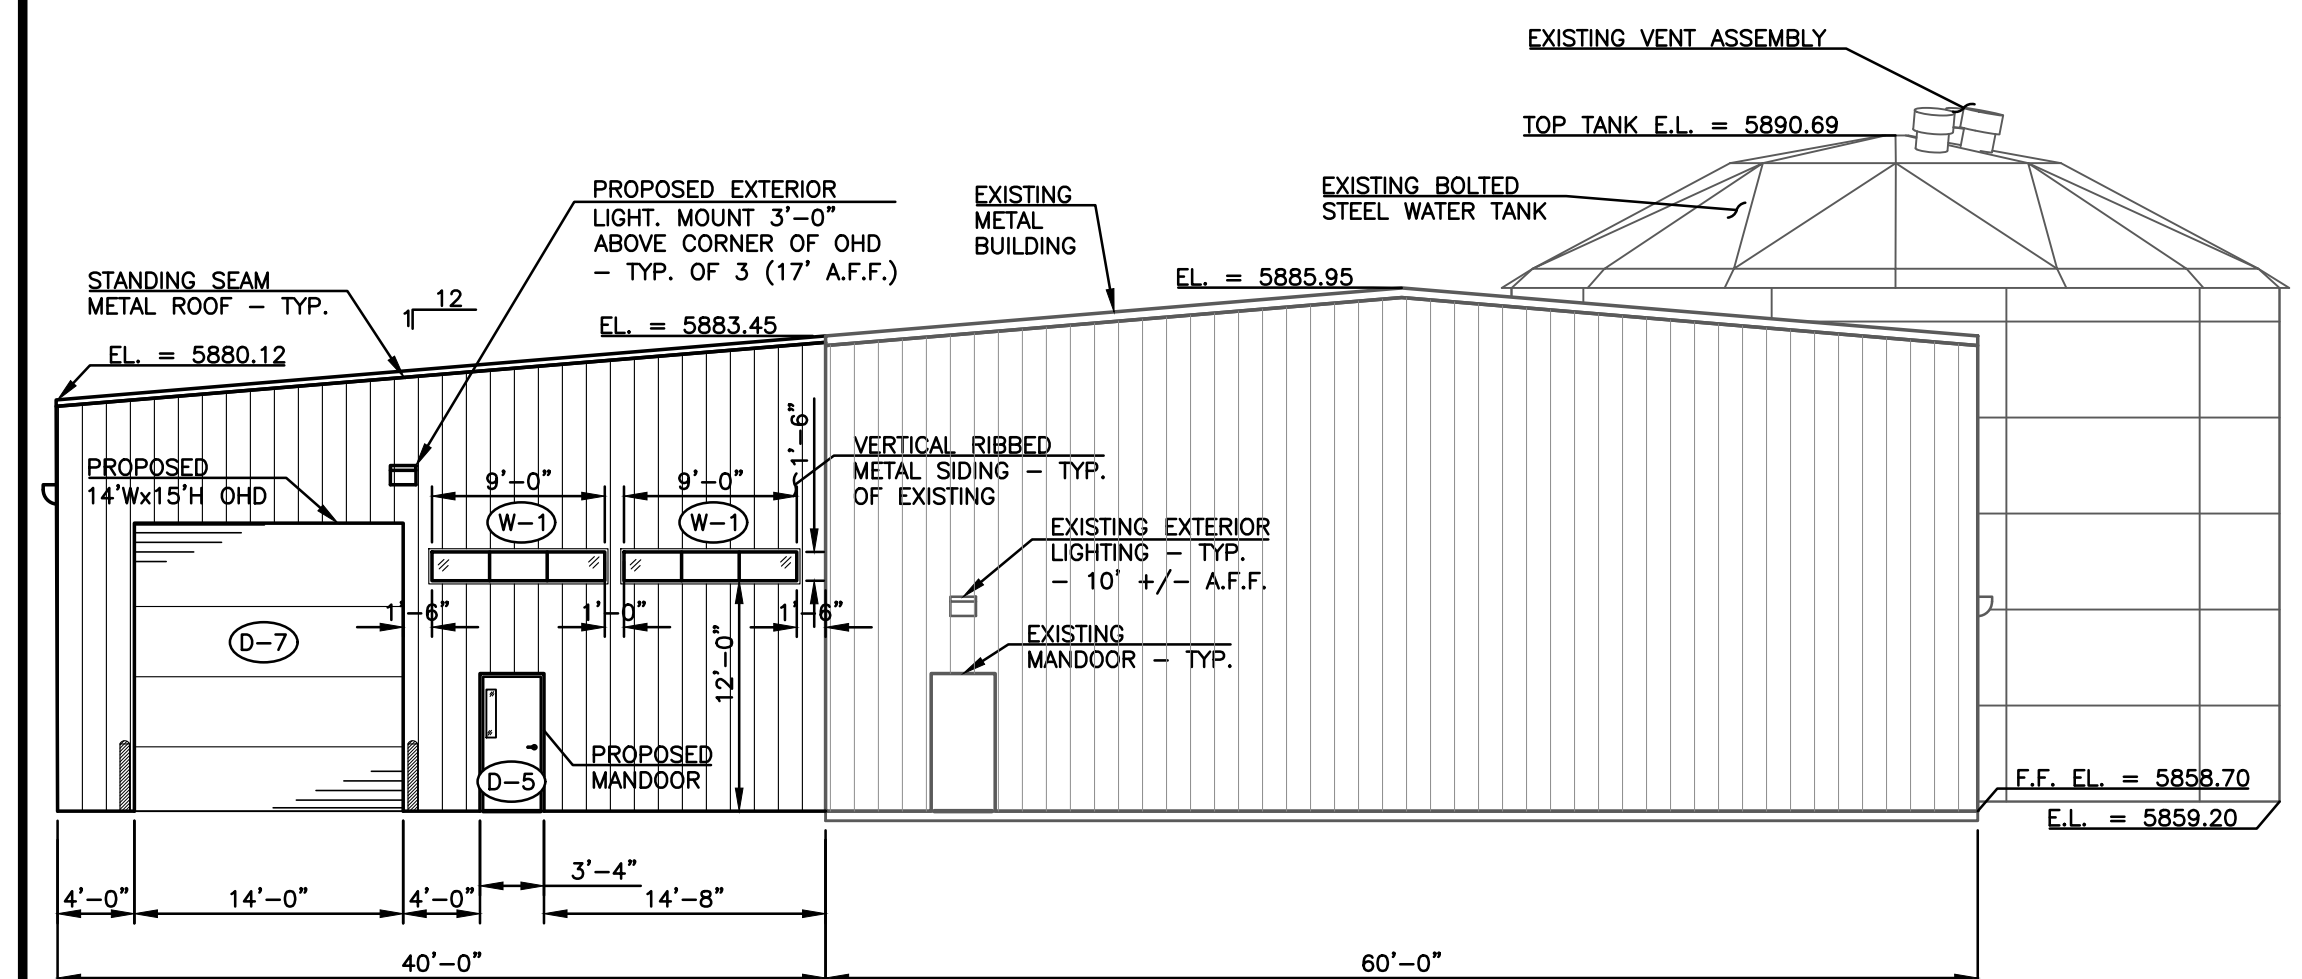 EXISTING VENT ASSEMBLY
TOP TANK E.L. = 5890.69
EXISTING BOLTED
STEEL WATER TANK
PROPOSED EXTERIOR
LIGHT. MOUNT 3'-0"
ABOVE CORNER OF OHD
- TYP. OF 3 (17' A.F.F.)
EXISTING
METAL
BUILDING
EL. = 5885.95
STANDING SEAM
METAL ROOF - TYP.
12
1
EL. = 5883.45
EL. = 5880.12
PROPOSED
14'Wx15'H OHD
9'-0"
9'-0"
1'-6"
W-1
W-1
VERTICAL RIBBED
METAL SIDING - TYP.
OF EXISTING
EXISTING EXTERIOR
LIGHTING - TYP.
- 10' +/- A.F.F.
1'-6"
1'-0"
1'-6"
12'-0"
D-7
EXISTING
MANDOOR - TYP.
PROPOSED
MANDOOR
D-5
F.F. EL. = 5858.70
E.L. = 5859.20
4'-0"
14'-0"
4'-0"
3'-4"
14'-8"
40'-0"
60'-0"